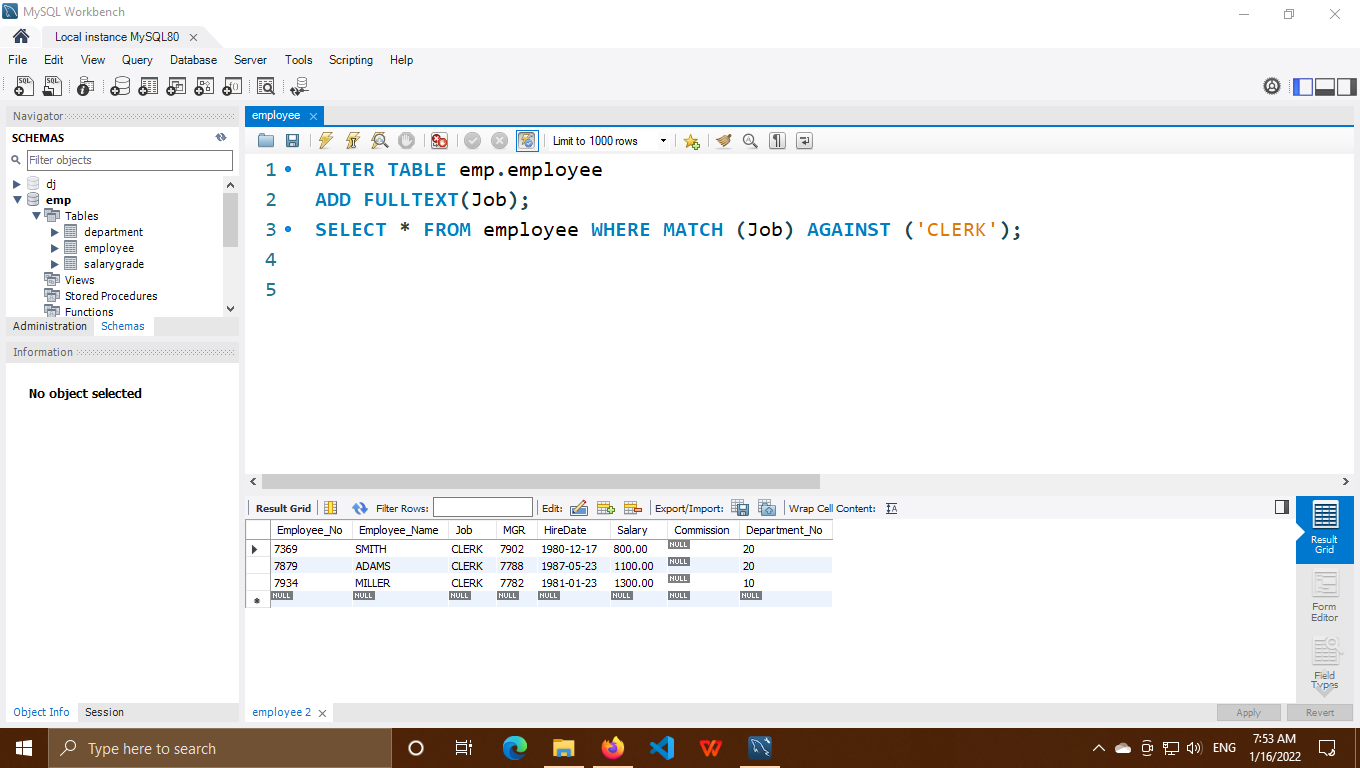 MySQL Workbench
Local instance MySQL80
File Edit View Query Database Server Tools Scripting Help
Navigator
SCHEMAS
Filter objects
dj
emp
Tables
department
employee
salarygrade
Views
Stored Procedures
Functions
Administration Schemas
Information
No object selected
Object Info Session
employee
Limit to 1000 rows
1 ALTER TABLE emp.employee
2 ADD FULLTEXT(Job);
3 SELECT * FROM employee WHERE MATCH (Job) AGAINST ('CLERK');
4
5
Result Grid Filter Rows: Edit: Export/Import: Wrap Cell Content: IA
Employee_No Employee_Name Job MGR HireDate Salary Commission Department_No
7369 SMITH CLERK 7902 1980-12-17 800.00 NULL 20
7879 ADAMS CLERK 7788 1987-05-23 1100.00 NULL 20
7934 MILLER CLERK 7782 1981-01-23 1300.00 NULL 10
NULL NULL NULL NULL NULL NULL NULL NULL
Result
Grid
Form
Editor
Field
Types
employee 2
Apply Revert
Type here to search
ENG
7:53 AM
1/16/2022